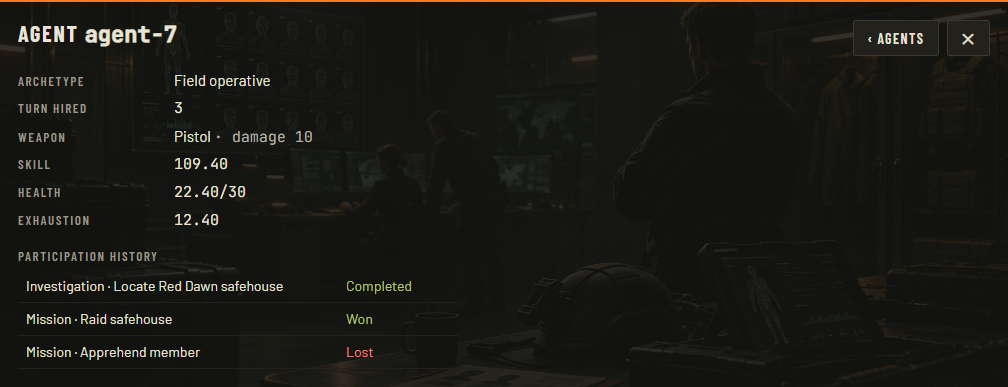 AGENT agent-7
‹ AGENTS ✕
ARCHETYPE Field operative
TURN HIRED 3
WEAPON Pistol · damage 10
SKILL 109.40
HEALTH 22.40/30
EXHAUSTION 12.40
PARTICIPATION HISTORY
Investigation · Locate Red Dawn safehouse Completed
Mission · Raid safehouse Won
Mission · Apprehend member Lost